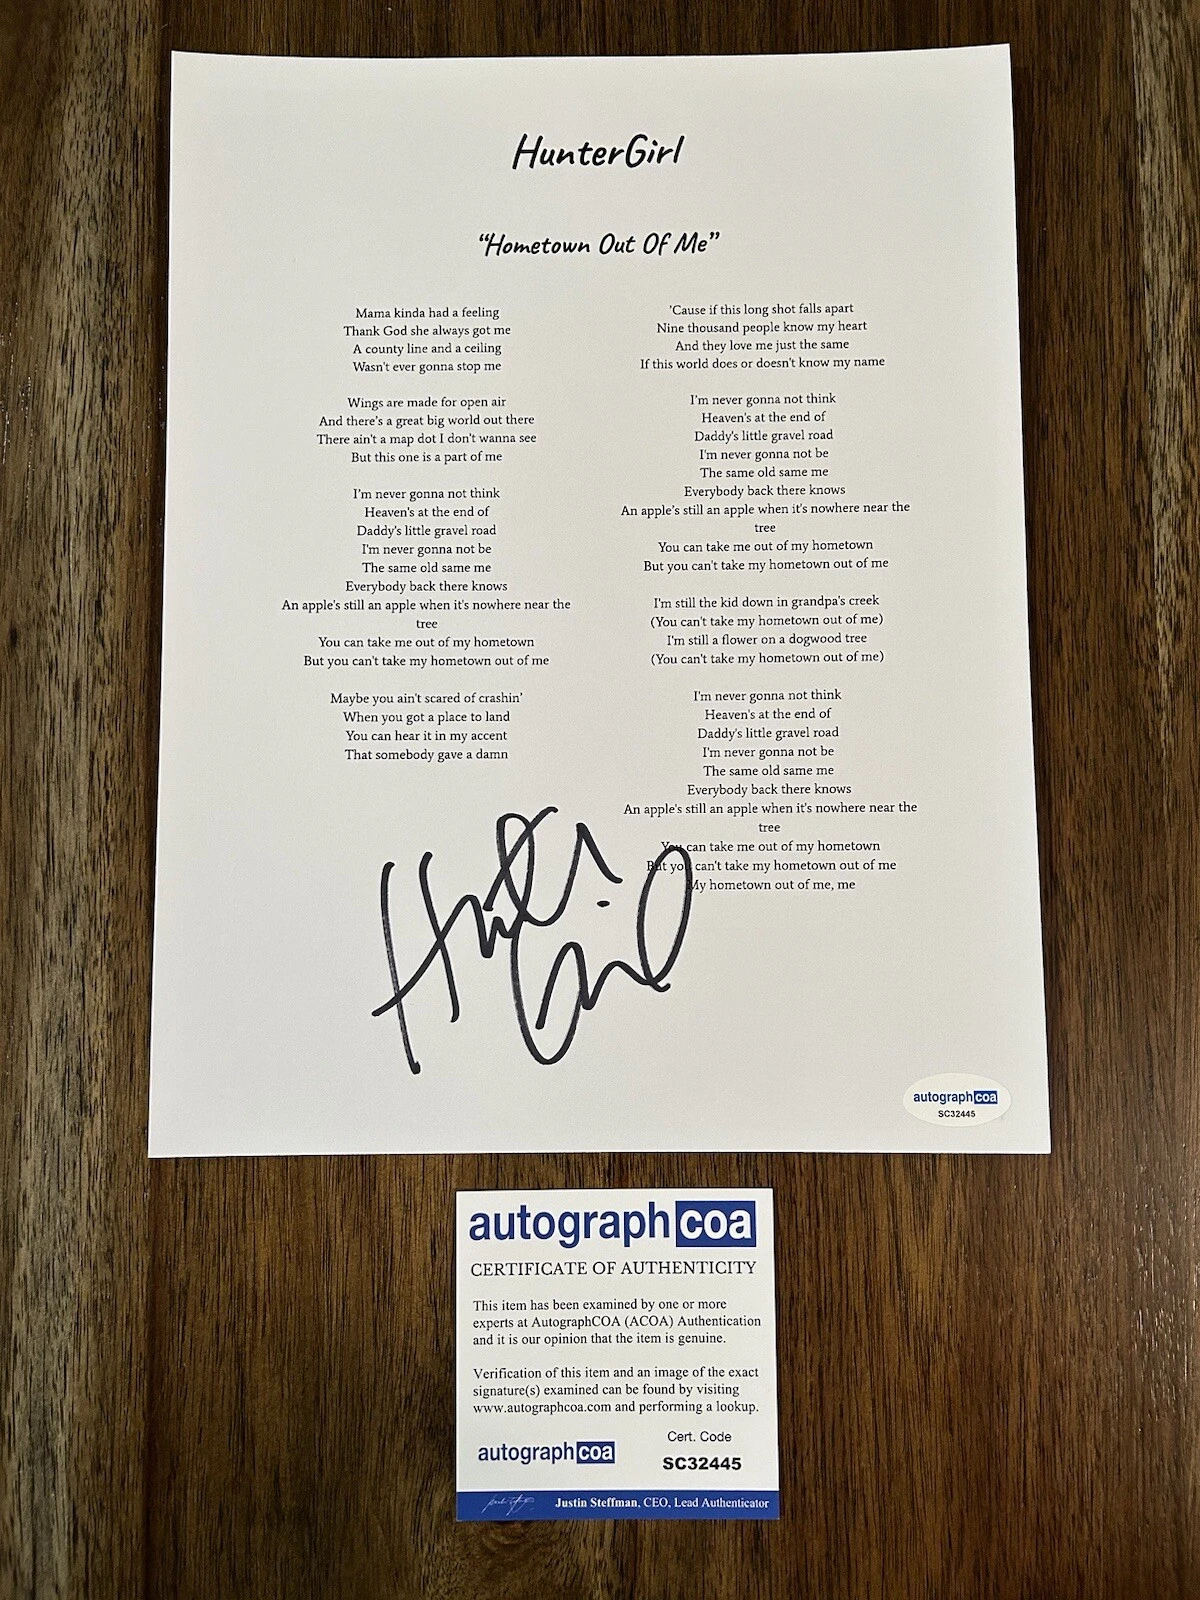 HunterGirl
“Hometown Out Of Me”
Mama kinda had a feeling
Thank God she always got me
A county line and a ceiling
Wasn't ever gonna stop me
Wings are made for open air
And there's a great big world out there
There ain't a map dot I don't wanna see
But this one is a part of me
I'm never gonna not think
Heaven's at the end of
Daddy's little gravel road
I'm never gonna not be
The same old same me
Everybody back there knows
An apple's still an apple when it's nowhere near the
tree
You can take me out of my hometown
But you can't take my hometown out of me
Maybe you ain't scared of crashin'
When you got a place to land
You can hear it in my accent
That somebody gave a damn
'Cause if this long shot falls apart
Nine thousand people know my heart
And they love me just the same
If this world does or doesn't know my name
I'm never gonna not think
Heaven's at the end of
Daddy's little gravel road
I'm never gonna not be
The same old same me
Everybody back there knows
An apple's still an apple when it's nowhere near the
tree
You can take me out of my hometown
But you can't take my hometown out of me
I'm still the kid down in grandpa's creek
(You can't take my hometown out of me)
I'm still a flower on a dogwood tree
(You can't take my hometown out of me)
I'm never gonna not think
Heaven's at the end of
Daddy's little gravel road
I'm never gonna not be
The same old same me
Everybody back there knows
An apple's still an apple when it's nowhere near the
tree
You can take me out of my hometown
But you can't take my hometown out of me
My hometown out of me, me
Hunter Girl
autograph coa
SC32445
autograph coa
CERTIFICATE OF AUTHENTICITY
This item has been examined by one or more
experts at AutographCOA (ACOA) Authentication
and it is our opinion that the item is genuine.
Verification of this item and an image of the exact
signature(s) examined can be found by visiting
www.autographcoa.com and performing a lookup.
autograph coa
Cert. Code
SC32445
Justin Steffman, CEO, Lead Authenticator